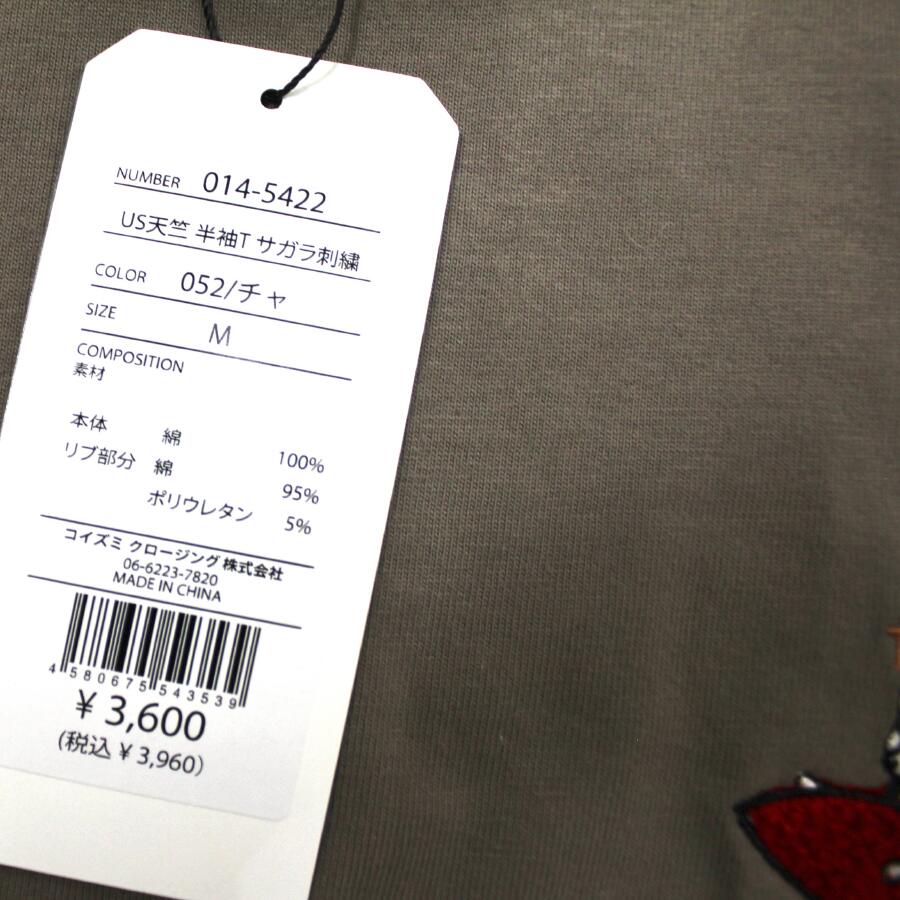 NUMBER 014-5422
US天竺 半袖T サガラ刺繍
COLOR 052/チャ
SIZE M
COMPOSITION
素材
本体 綿 100%
リブ部分 綿 95%
ポリウレタン 5%
コイズミ クロージング 株式会社
06-6223-7820
MADE IN CHINA
4 580675 543539
¥ 3,600
(税込 ¥ 3,960)